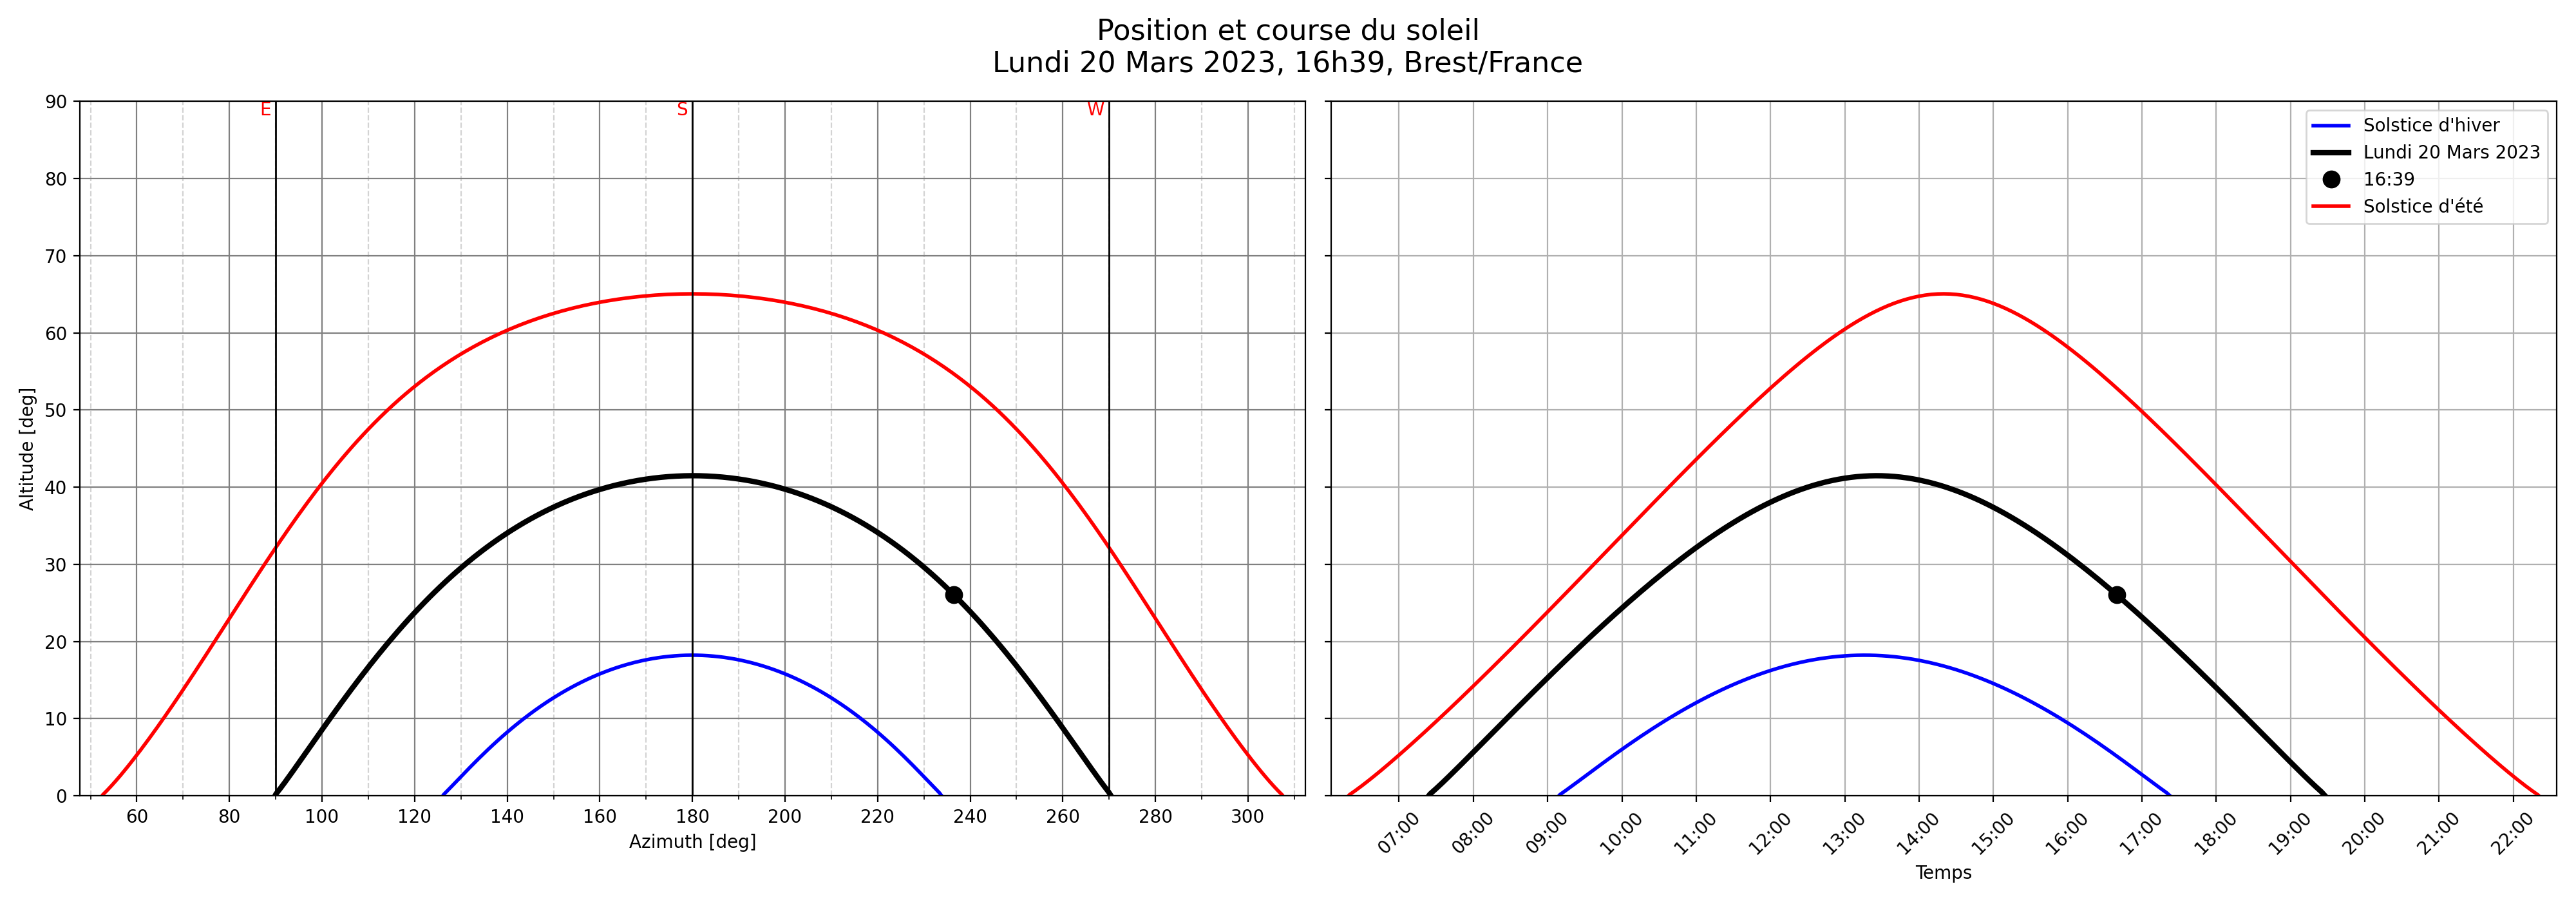 Position et course du soleil
Lundi 20 Mars 2023, 16h39, Brest/France
E
S
W
90
80
70
60
50
40
30
20
10
0
Altitude [deg]
60 80 100 120 140 160 180 200 220 240 260 280 300
Azimuth [deg]
Solstice d'hiver
Lundi 20 Mars 2023
16:39
Solstice d'été
07:00 08:00 09:00 10:00 11:00 12:00 13:00 14:00 15:00 16:00 17:00 18:00 19:00 20:00 21:00 22:00
Temps